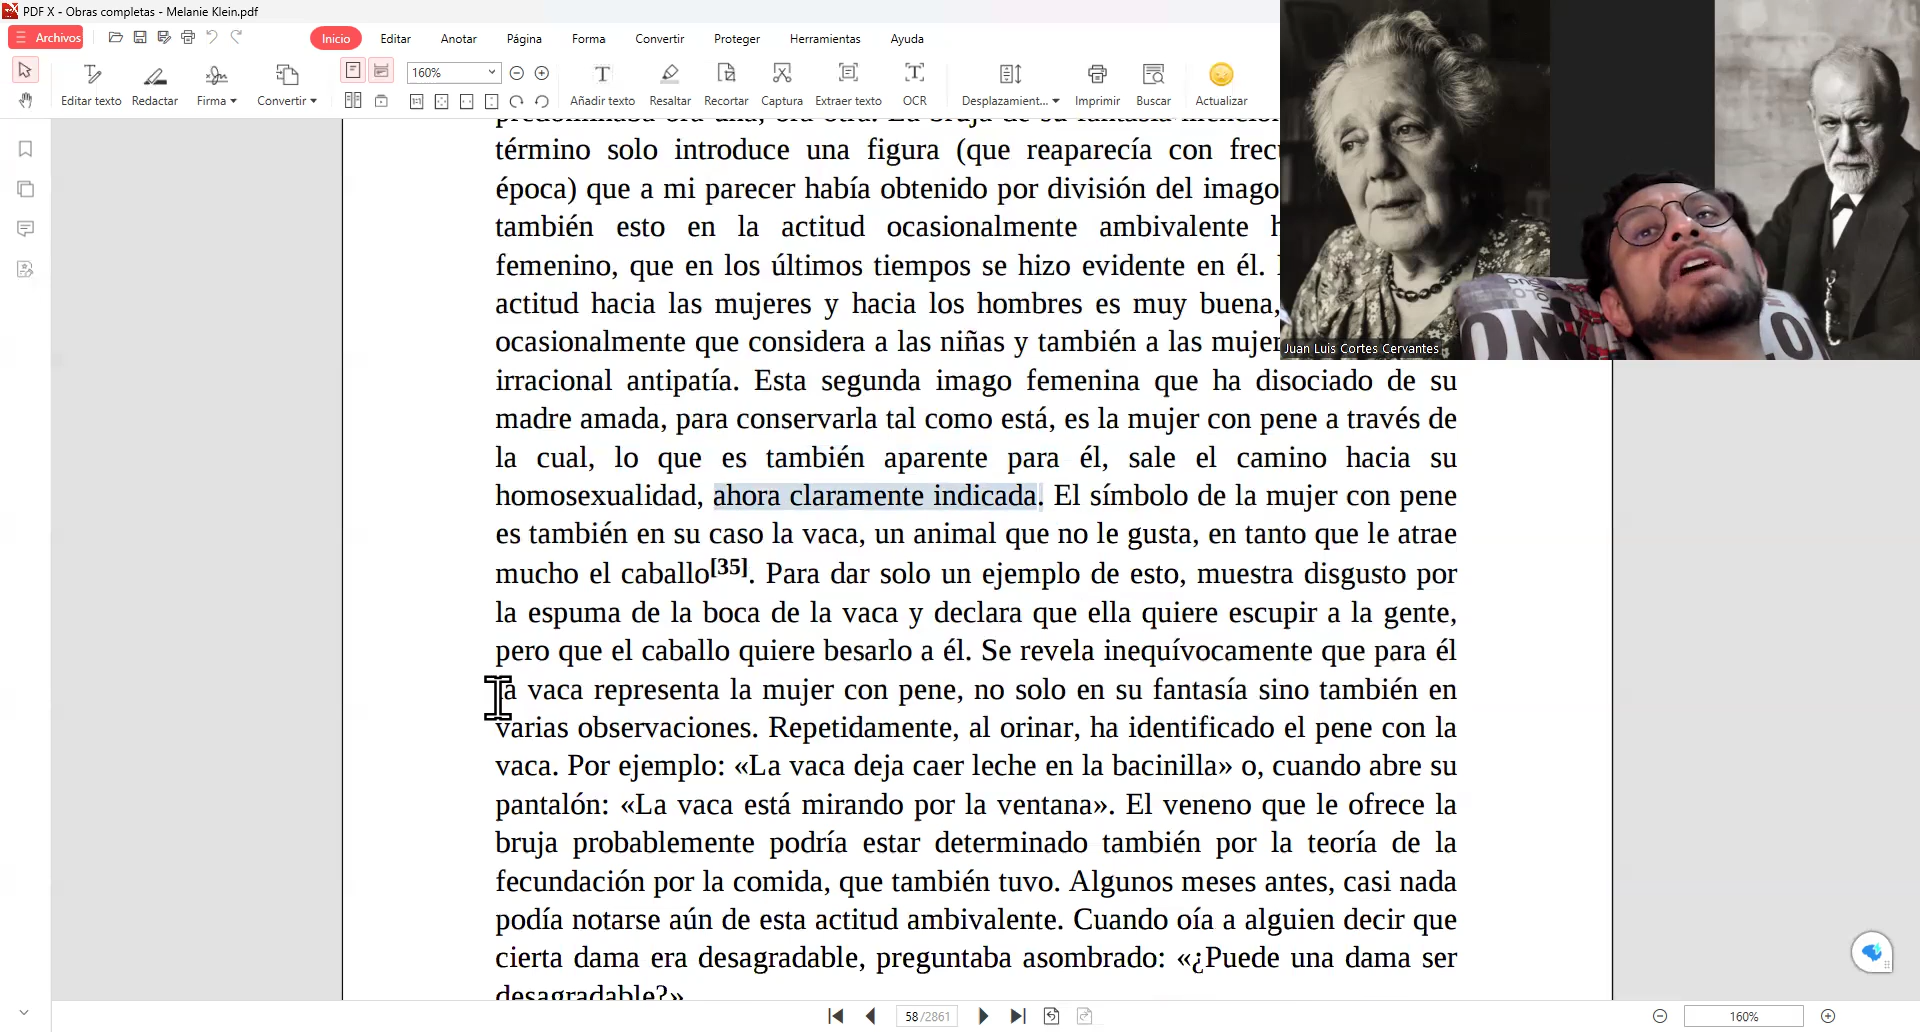 PDF X - Obras completas - Melanie Klein.pdf
Archivos
Inicio
Editar
Anotar
Página
Forma
Convertir
Proteger
Herramientas
Ayuda
160%
Editar texto
Redactar
Firma
Convertir
Añadir texto
Resaltar
Recortar
Captura
Extraer texto
OCR
Desplazamient...
Imprimir
Buscar
Actualizar
término solo introduce una figura (que reaparecía con
época) que a mi parecer había obtenido por división del imago
también esto en la actitud ocasionalmente ambivalente
femenino, que en los últimos tiempos se hizo evidente en él.
actitud hacia las mujeres y hacia los hombres es muy buena,
ocasionalmente que considera a las niñas y también a las
irracional antipatía. Esta segunda imago femenina que ha disociado de su
madre amada, para conservarla tal como está, es la mujer con pene a través de
la cual, lo que es también aparente para él, sale el camino hacia su
homosexualidad, ahora claramente indicada. El símbolo de la mujer con pene
es también en su caso la vaca, un animal que no le gusta, en tanto que le atrae
mucho el caballo[35]. Para dar solo un ejemplo de esto, muestra disgusto por
la espuma de la boca de la vaca y declara que ella quiere escupir a la gente,
pero que el caballo quiere besarlo a él. Se revela inequívocamente que para él
la vaca representa la mujer con pene, no solo en su fantasía sino también en
varias observaciones. Repetidamente, al orinar, ha identificado el pene con la
vaca. Por ejemplo: «La vaca deja caer leche en la bacinilla» o, cuando abre su
pantalón: «La vaca está mirando por la ventana». El veneno que le ofrece la
bruja probablemente podría estar determinado también por la teoría de la
fecundación por la comida, que también tuvo. Algunos meses antes, casi nada
podía notarse aún de esta actitud ambivalente. Cuando oía a alguien decir que
cierta dama era desagradable, preguntaba asombrado: «¿Puede una dama ser
desagradable?»
Juan Luis Cortes Cervantes
58 /2861
160%